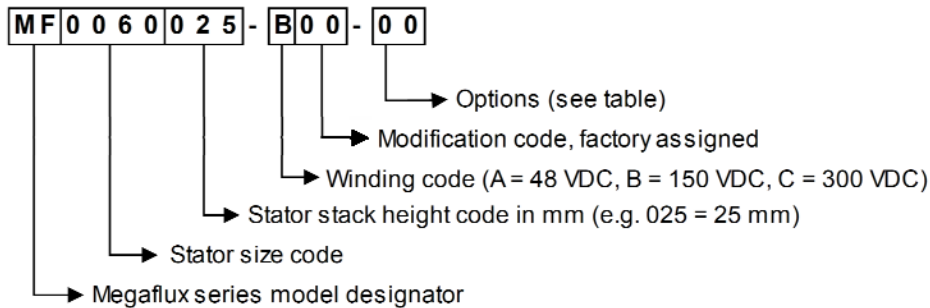 MF0060025-B00-00
Options (see table)
Modification code, factory assigned
Winding code (A = 48 VDC, B = 150 VDC, C = 300 VDC)
Stator stack height code in mm (e.g. 025 = 25 mm)
Stator size code
Megaflux series model designator